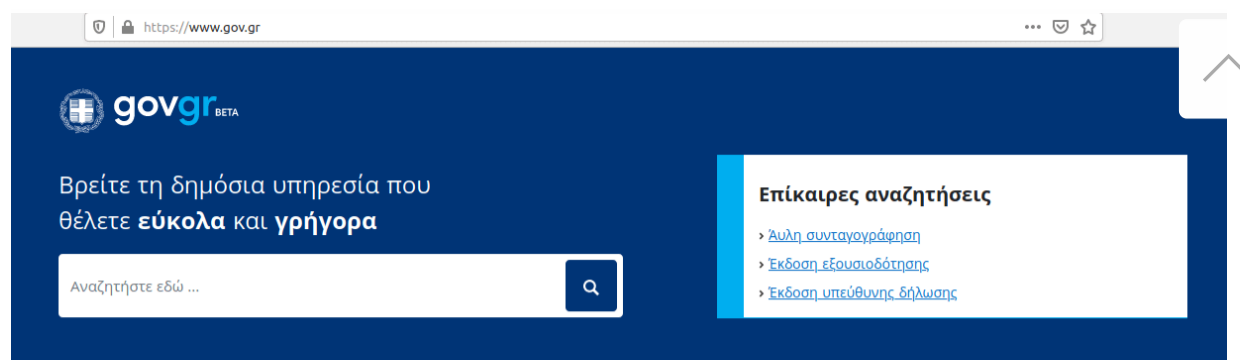 https://www.gov.gr
govgr BETA
Βρείτε τη δημόσια υπηρεσία που
θέλετε εύκολα και γρήγορα
Αναζητήστε εδώ ...
Επίκαιρες αναζητήσεις
› Άυλη συνταγογράφηση
› Έκδοση εξουσιοδότησης
› Έκδοση υπεύθυνης δήλωσης